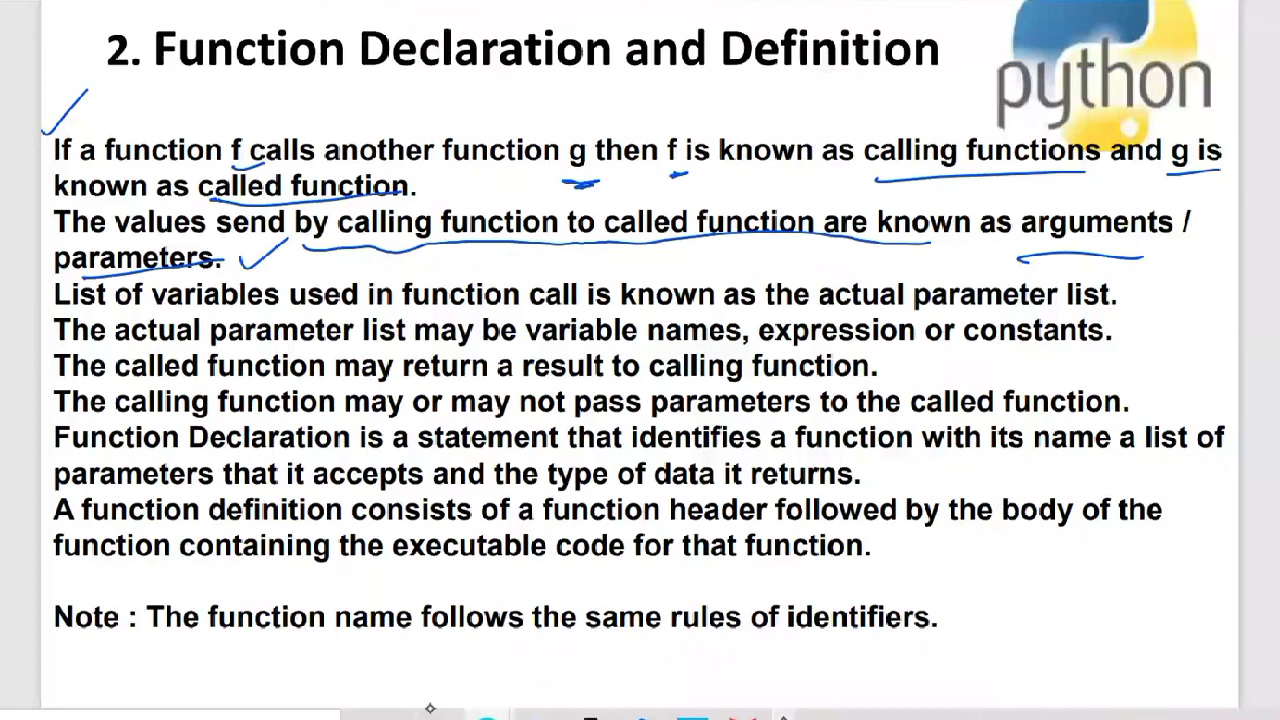 2. Function Declaration and Definition
python
If a function f calls another function g then f is known as calling functions and g is
known as called function.
The values send by calling function to called function are known as arguments /
parameters.
List of variables used in function call is known as the actual parameter list.
The actual parameter list may be variable names, expression or constants.
The called function may return a result to calling function.
The calling function may or may not pass parameters to the called function.
Function Declaration is a statement that identifies a function with its name a list of
parameters that it accepts and the type of data it returns.
A function definition consists of a function header followed by the body of the
function containing the executable code for that function.
Note : The function name follows the same rules of identifiers.